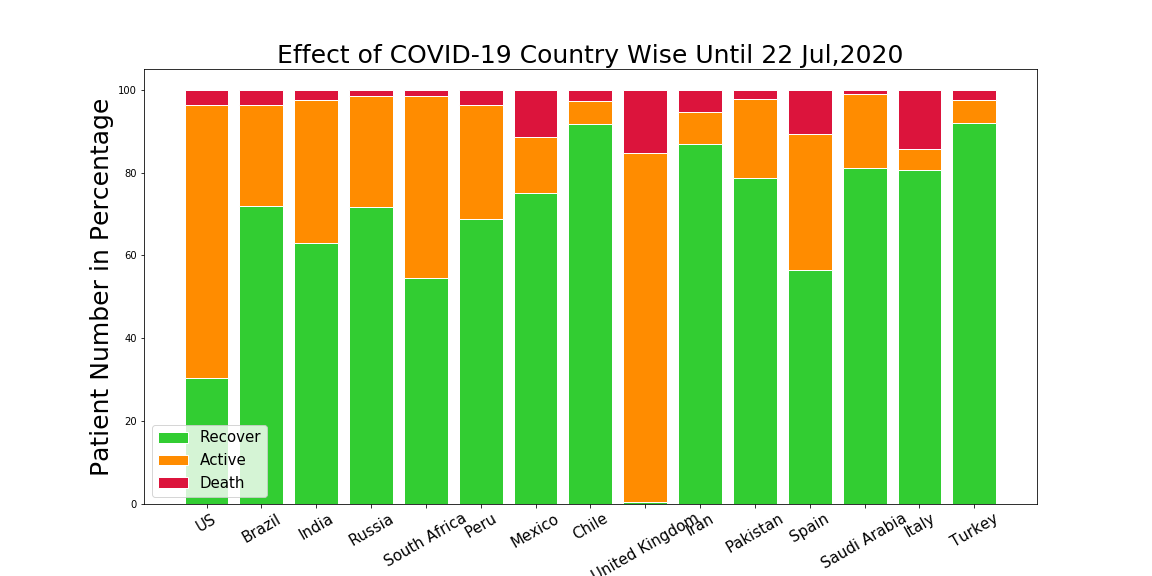 Effect of COVID-19 Country Wise Until 22 Jul,2020
Patient Number in Percentage
100
80
60
40
20
0
Recover
Active
Death
US
Brazil
India
Russia
South Africa
Peru
Mexico
Chile
United Kingdom
Iran
Pakistan
Spain
Saudi Arabia
Italy
Turkey